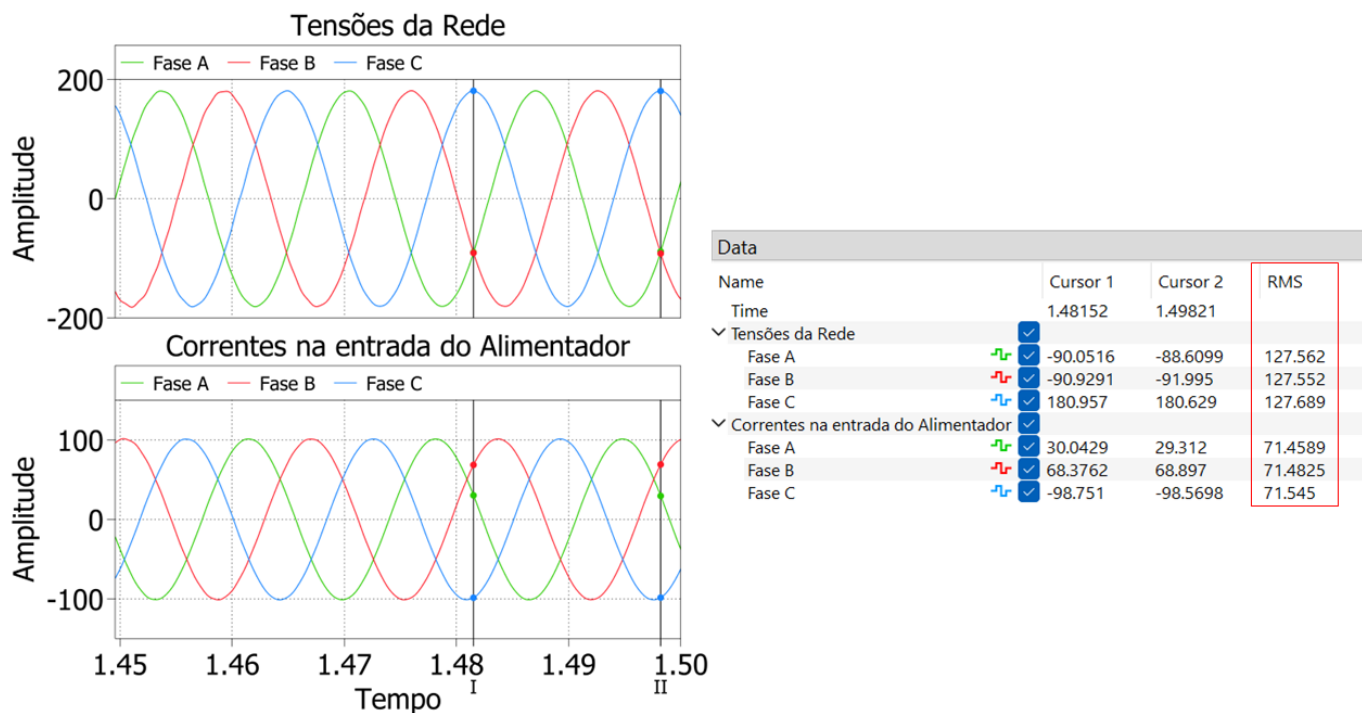 Tensões da Rede
Fase A Fase B Fase C
200
0
-200
Amplitude
Correntes na entrada do Alimentador
Fase A Fase B Fase C
100
0
-100
Amplitude
1.45 1.46 1.47 1.48 1.49 1.50
I II
Tempo
Data
Name Cursor 1 Cursor 2 RMS
Time 1.48152 1.49821
Tensões da Rede
Fase A -90.0516 -88.6099 127.562
Fase B -90.9291 -91.995 127.552
Fase C 180.957 180.629 127.689
Correntes na entrada do Alimentador
Fase A 30.0429 29.312 71.4589
Fase B 68.3762 68.897 71.4825
Fase C -98.751 -98.5698 71.545